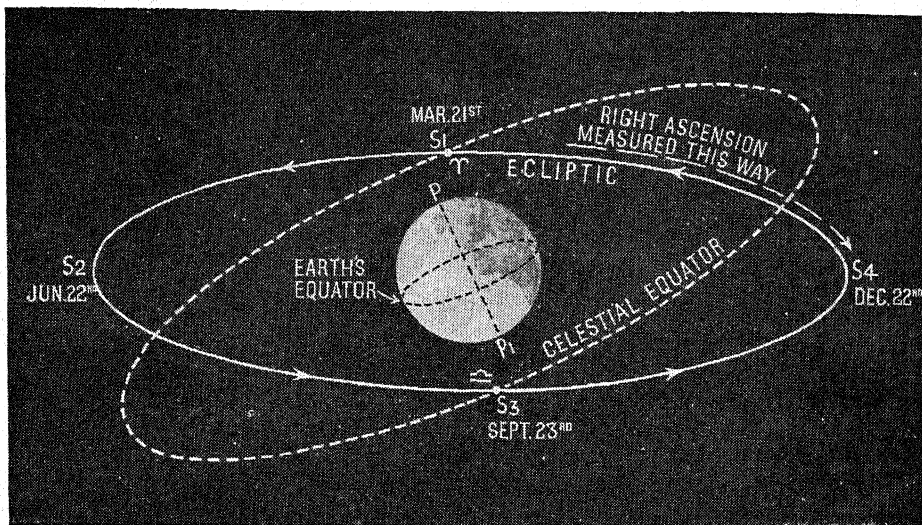 MAR. 21ST
S1
♈
RIGHT ASCENSION
MEASURED THIS WAY
ECLIPTIC
P
S2
JUN. 22ND
EARTH'S
EQUATOR
S4
DEC. 22ND
CELESTIAL EQUATOR
P1
♎
S3
SEPT. 23RD